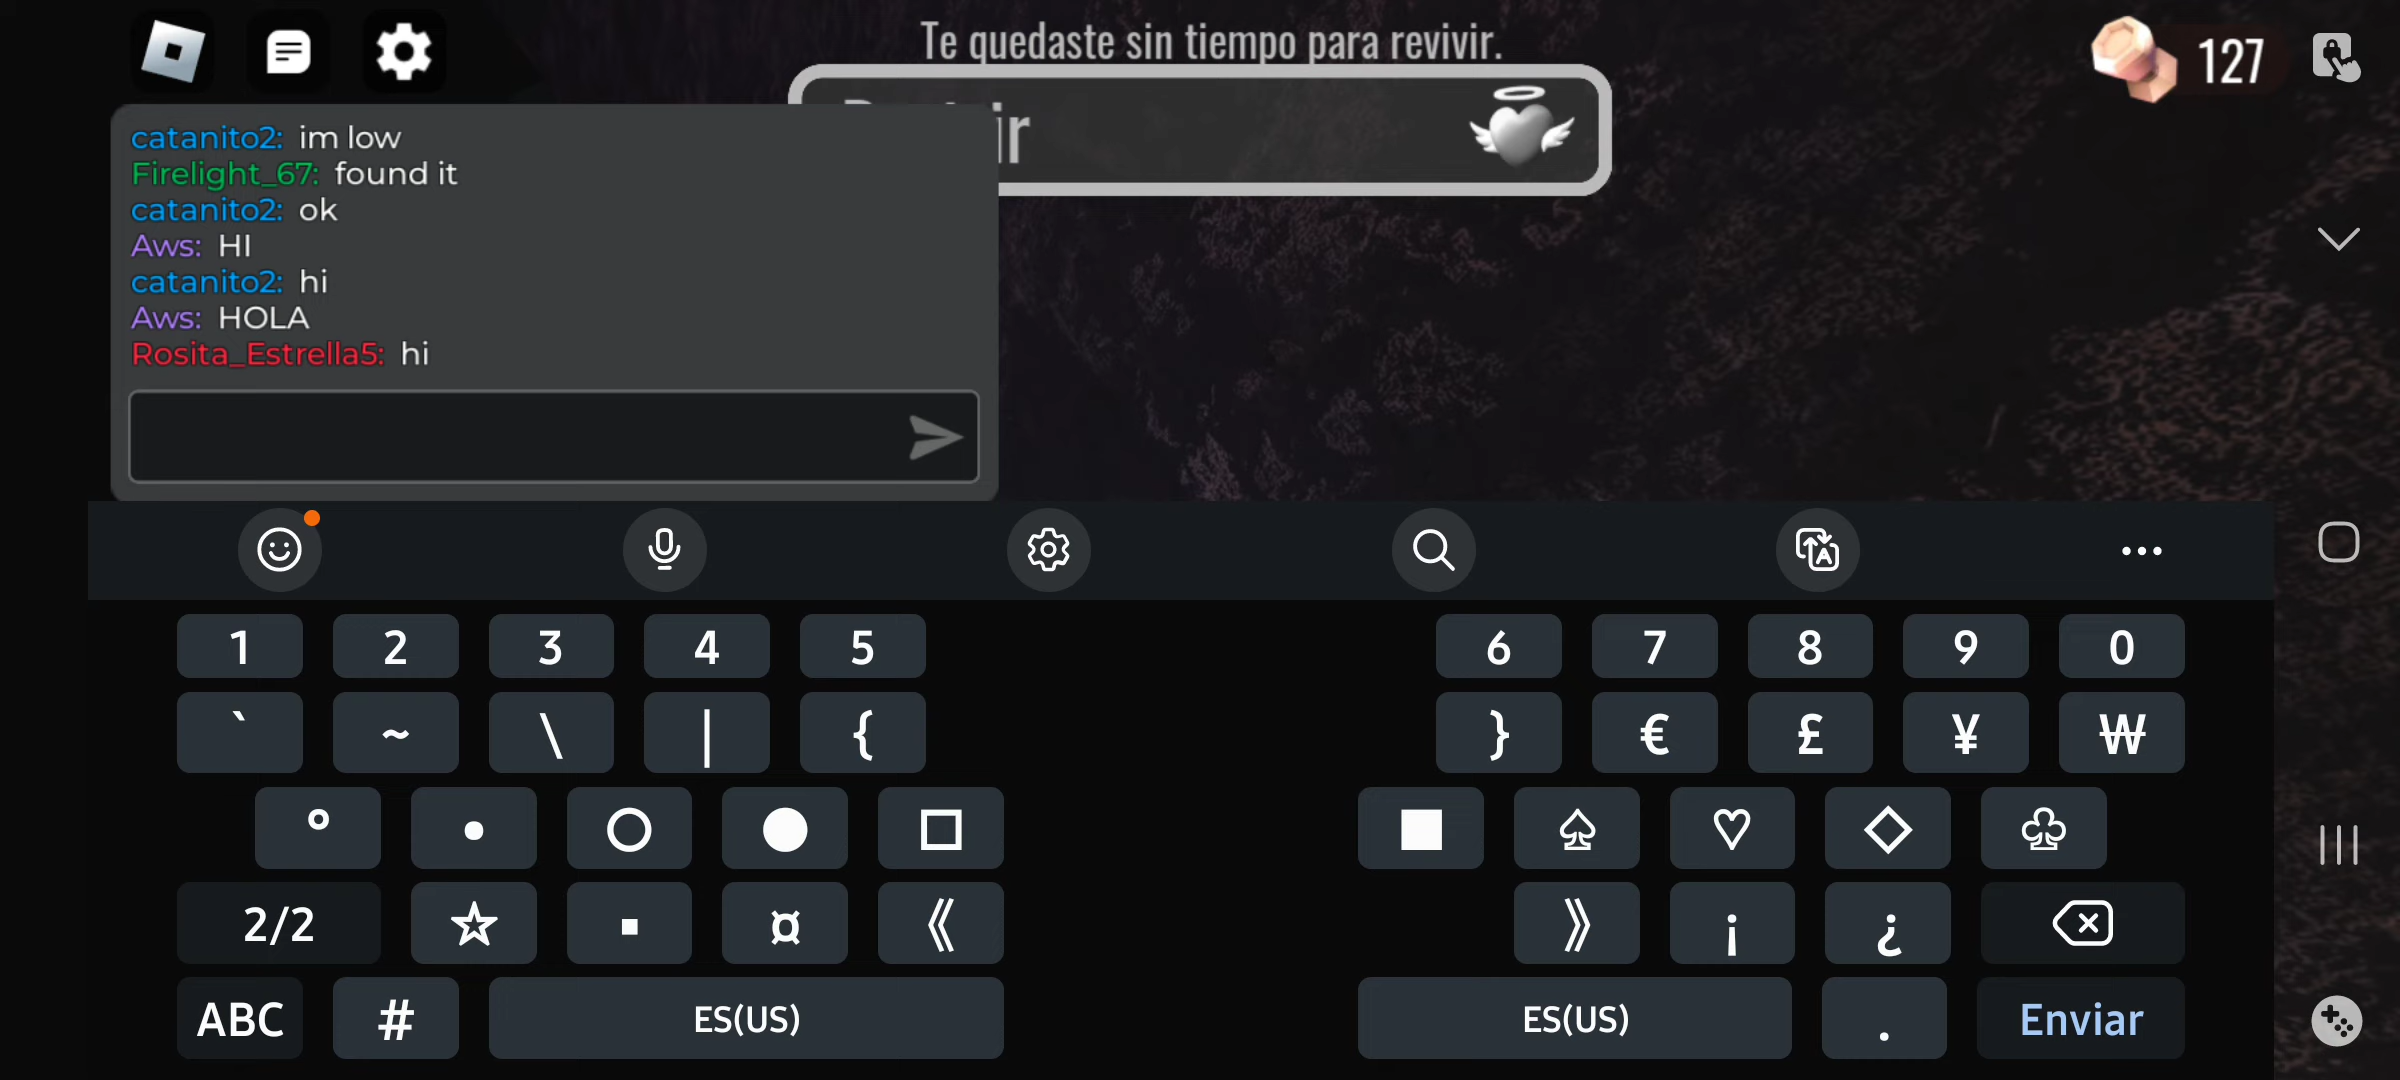 Te quedaste sin tiempo para revivir.
127
catanito2: im low
Firelight_67: found it
catanito2: ok
Aws: HI
catanito2: hi
Aws: HOLA
Rosita_Estrella5: hi
1 2 3 4 5 6 7 8 9 0
` ~ \ | { } € £ ¥ ₩
° • ○ ● □ ■ ♤ ♡ ◇ ♧
2/2 ☆ ▪ ¤ 《 》 ¡ ¿
ABC # ES(US) ES(US) . Enviar